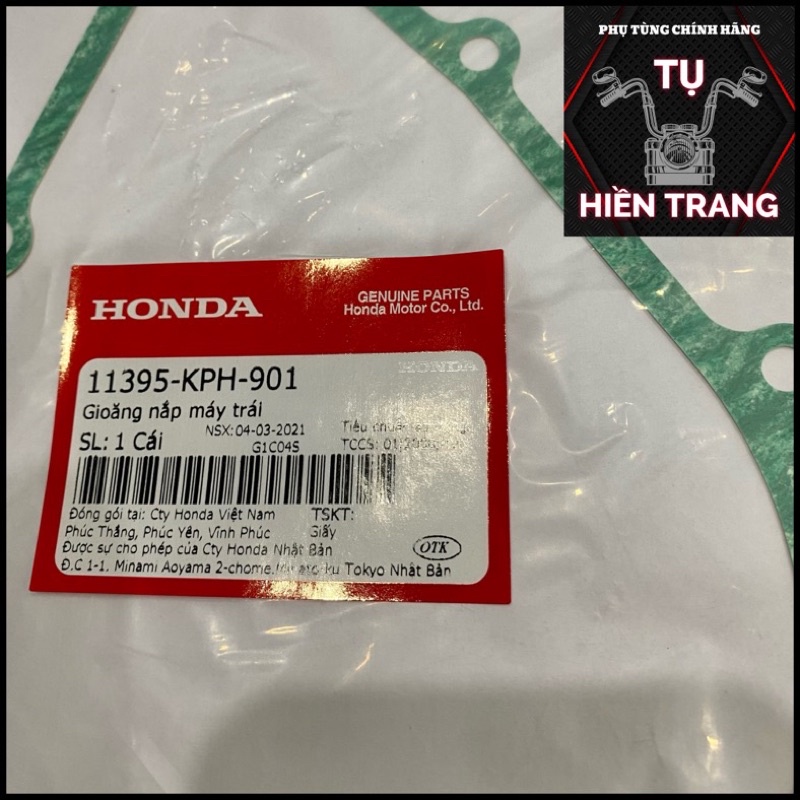 PHỤ TÙNG CHÍNH HÃNG
TỤ
HIỀN TRANG
HONDA
GENUINE PARTS
Honda Motor Co., Ltd.
HONDA
11395-KPH-901
Gioăng nắp máy trái
NSX: 04-03-2021
Tiêu chuẩn
SL: 1 Cái
G1C04S
TCCS: 01
Đóng gói tại: Cty Honda Việt Nam
TSKT:
Phúc Thắng, Phúc Yên, Vĩnh Phúc
Giấy
Được sự cho phép của Cty Honda Nhật Bản
OTK
Đ.C 1-1, Minami Aoyama 2-chome, Tokyo Nhật Bản